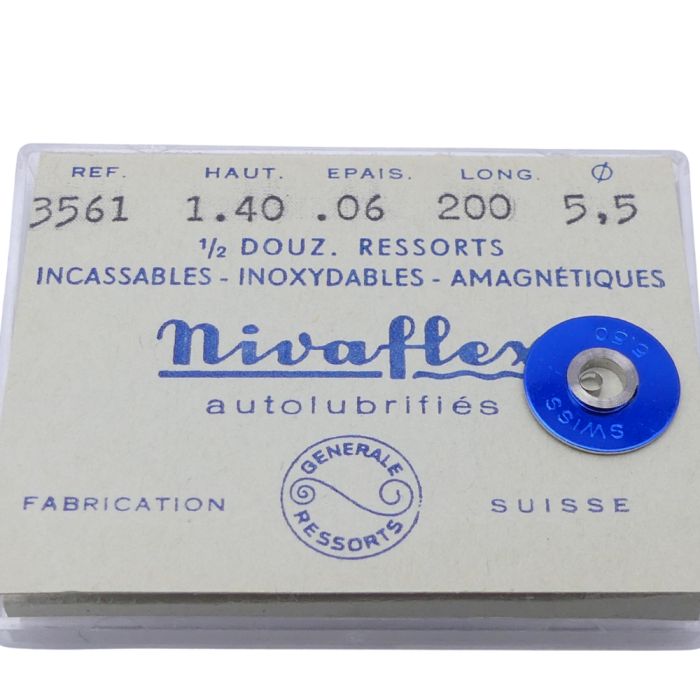 REF. HAUT. EPAIS. LONG. Ø
3561 1.40 .06 200 5,5
1/2 DOUZ. RESSORTS
INCASSABLES - INOXYDABLES - AMAGNÉTIQUES
nivaflex
autolubrifiés
GENERALE
RESSORTS
FABRICATION SUISSE
SWISS